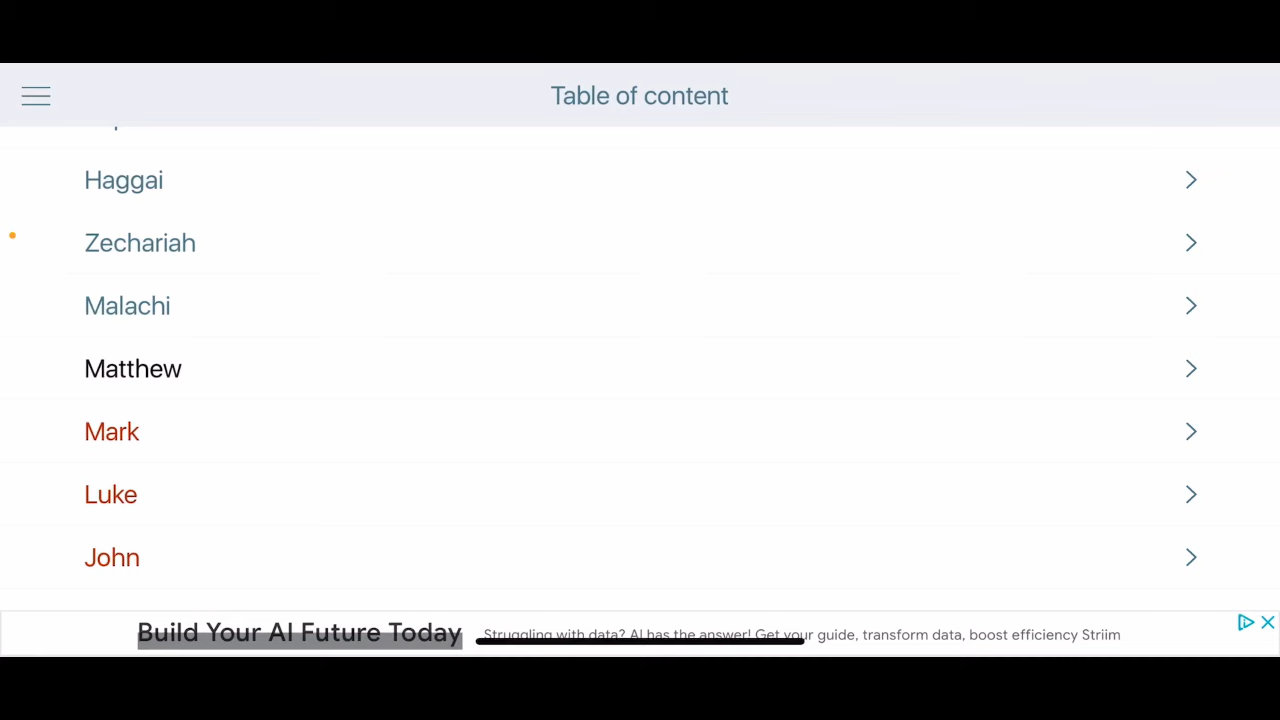 Table of content
Haggai
Zechariah
Malachi
Matthew
Mark
Luke
John
Build Your AI Future Today
Struggling with data? AI has the answer! Get your guide, transform data, boost efficiency Striim